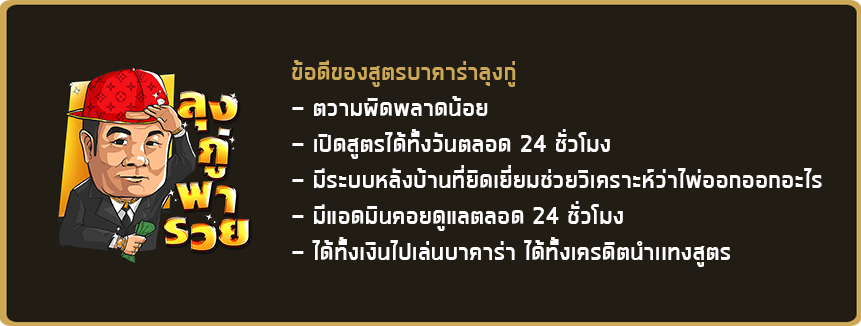 ลุง
กู่
พา
รวย
ข้อดีของสูตรบาคาร่าลุงกู่
– ตวามผิดพลาดน้อย
– เปิดสูตรได้ทั้งวันตลอด 24 ชั่วโมง
– มีระบบหลังบ้านที่ยิดเยี่ยมช่วยวิเคราะห์ว่าไพ่ออกออกอะไร
– มีแอดมินคอยดูแลตลอด 24 ชั่วโมง
– ได้ทั้งเงินไปเล่นบาคาร่า ได้ทั้งเครดิตนำแทงสูตร